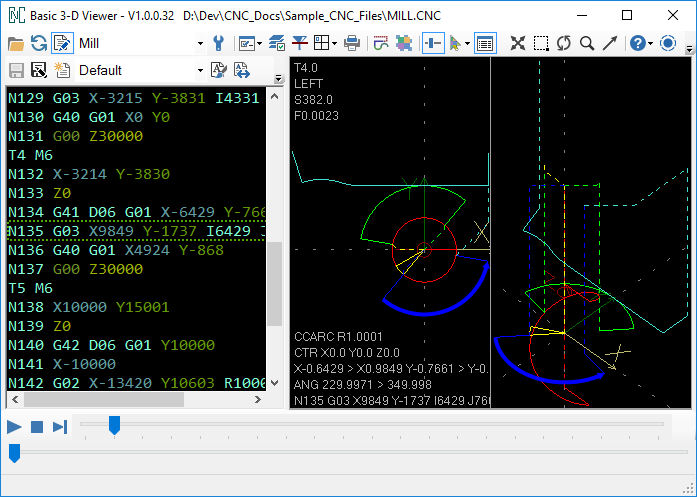 Basic 3-D Viewer - V1.0.0.32 D:\Dev\CNC_Docs\Sample_CNC_Files\MILL.CNC
Mill
Default
N129 G03 X-3215 Y-3831 I4331
N130 G40 G01 X0 Y0
N131 G00 Z30000
T4 M6
N132 X-3214 Y-3830
N133 Z0
N134 G41 D06 G01 X-6429 Y-766
N135 G03 X9849 Y-1737 I6429 J
N136 G40 G01 X4924 Y-868
N137 G00 Z30000
T5 M6
N138 X10000 Y15001
N139 Z0
N140 G42 D06 G01 Y10000
N141 X-10000
N142 G02 X-13420 Y10603 R1000
T4.0
LEFT
S382.0
F0.0023
Y
X
CCARC R1.0001
CTR X0.0 Y0.0 Z0.0
X-0.6429 > X0.9849 Y-0.7661 > Y-0.
ANG 229.9971 > 349.998
N135 G03 X9849 Y-1737 I6429 J766
X